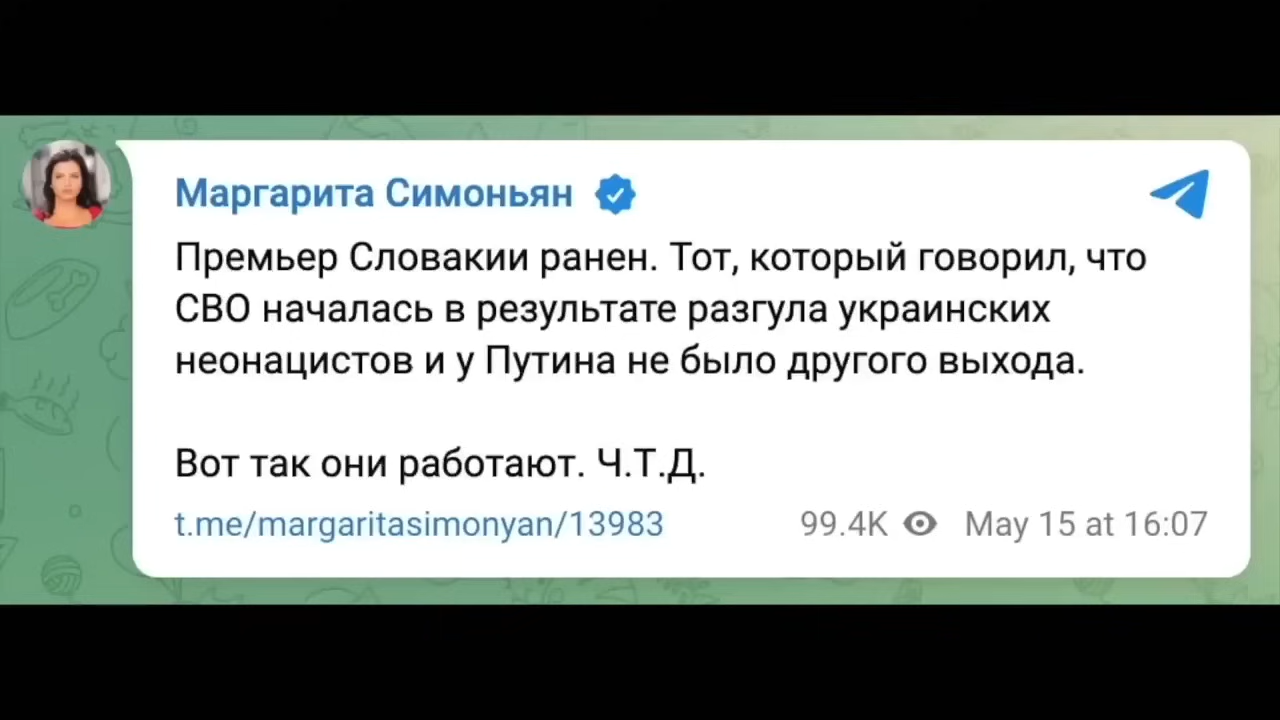 Маргарита Симоньян
Премьер Словакии ранен. Тот, который говорил, что
СВО началась в результате разгула украинских
неонацистов и у Путина не было другого выхода.
Вот так они работают. Ч.Т.Д.
t.me/margaritasimonyan/13983 99.4K May 15 at 16:07